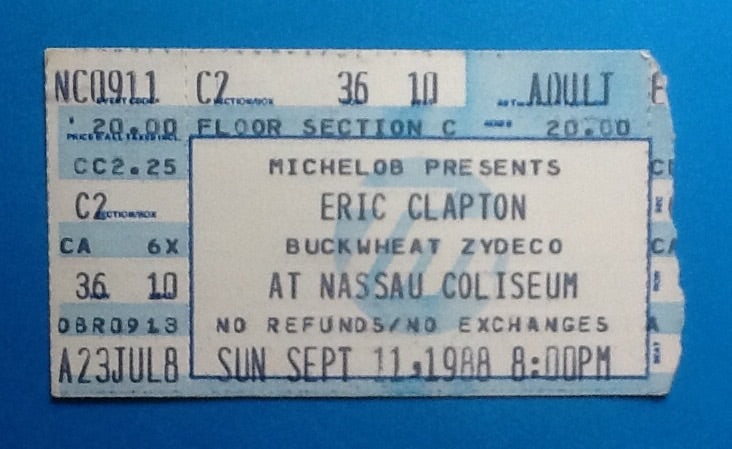 NC0911 C2 36 10 ADULT E
20.00 FLOOR SECTION C 20.00
CC2.25 MICHELOB PRESENTS
C2 ERIC CLAPTON
CA 6X BUCKWHEAT ZYDECO CA
36 10 AT NASSAU COLISEUM
OBR0913 NO REFUNDS/NO EXCHANGES A
A23JUL8 SUN SEPT 11,1988 8:00PM